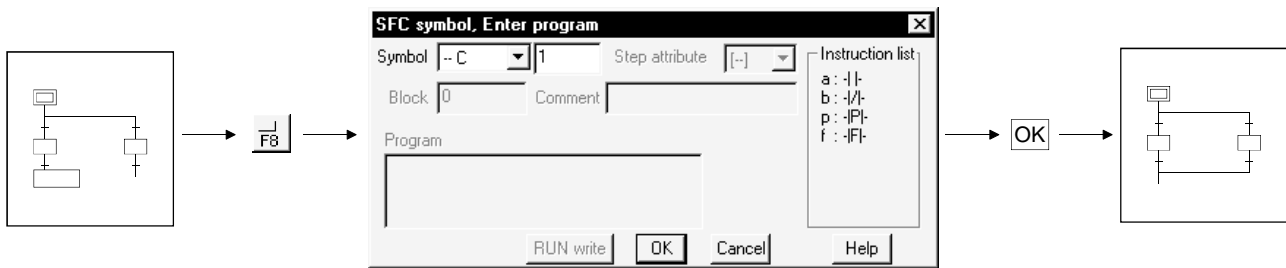 SFC symbol, Enter program
Symbol -- C 1 Step attribute [--]
Block 0 Comment
Program
Instruction list
a : -| |-
b : -|/|-
p : -|P|-
f : -|F|-
RUN write OK Cancel Help
F8
OK